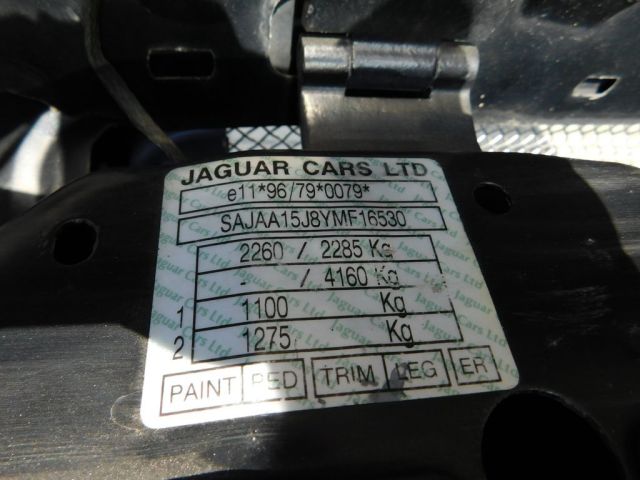 JAGUAR CARS LTD
e11*96/79*0079*
SAJAA15J8YMF16530
2260 / 2285 Kg
- / 4160 Kg
1 1100 Kg
2 1275 Kg
PAINT PED TRIM LEG ER